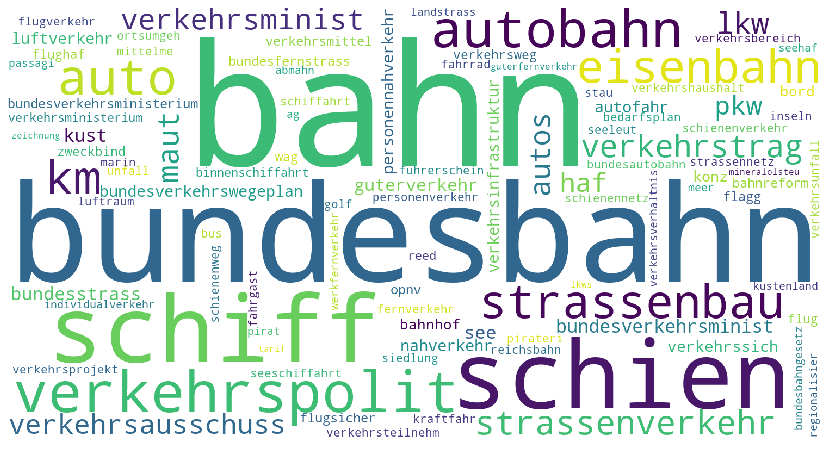 flugverkehr
verkehrsminist
landstrass
autobahn
lkw
luftverkehr
ortsumgeh
verkehrsmittel
verkehrsweg
verkehrsbereich
seehaf
flughaf
mittelme
bahn
bundesfernstrass
personennahverkehr
fahrrad
guterfernverkehr
eisenbahn
passagi
auto
abmahn
stau
verkehrshaushalt
bord
bundesverkehrsministerium
schiffahrt
autofahr
pkw
inseln
verkehrsministerium
maut
ag
bedarfsplan
seeleut
schienenverkehr
zeichnung
kust
verkehrsinfrastruktur
autos
verkehrstrag
zweckbind
wag
bundesautobahn
strassennetz
unfall
marin
km
binnenschiffahrt
fuhrerschein
haf
konz
mineralolsteu
bahnreform
verkehrsunfall
bundesverkehrswegeplan
guterverkehr
meer
luftraum
golf
personenverkehr
schienennetz
flagg
bundesbahn
verkehrsverhaltnis
bus
schienenweg
werkfernverkehr
reed
fahrgast
lkws
kustenland
bundesstrass
opnv
strassenbau
individualverkehr
schiff
fernverkehr
bahnhof
see
pirateri
bundesverkehrsminist
flug
pirat
tarif
nahverkehr
reichsbahn
schien
verkehrssich
siedlung
bundesbahngesetz
regionalisier
verkehrsprojekt
seeschiffahrt
verkehrspolit
verkehrsausschuss
flugsicher
kraftfahr
strassenverkehr
verkehrsteilnehm